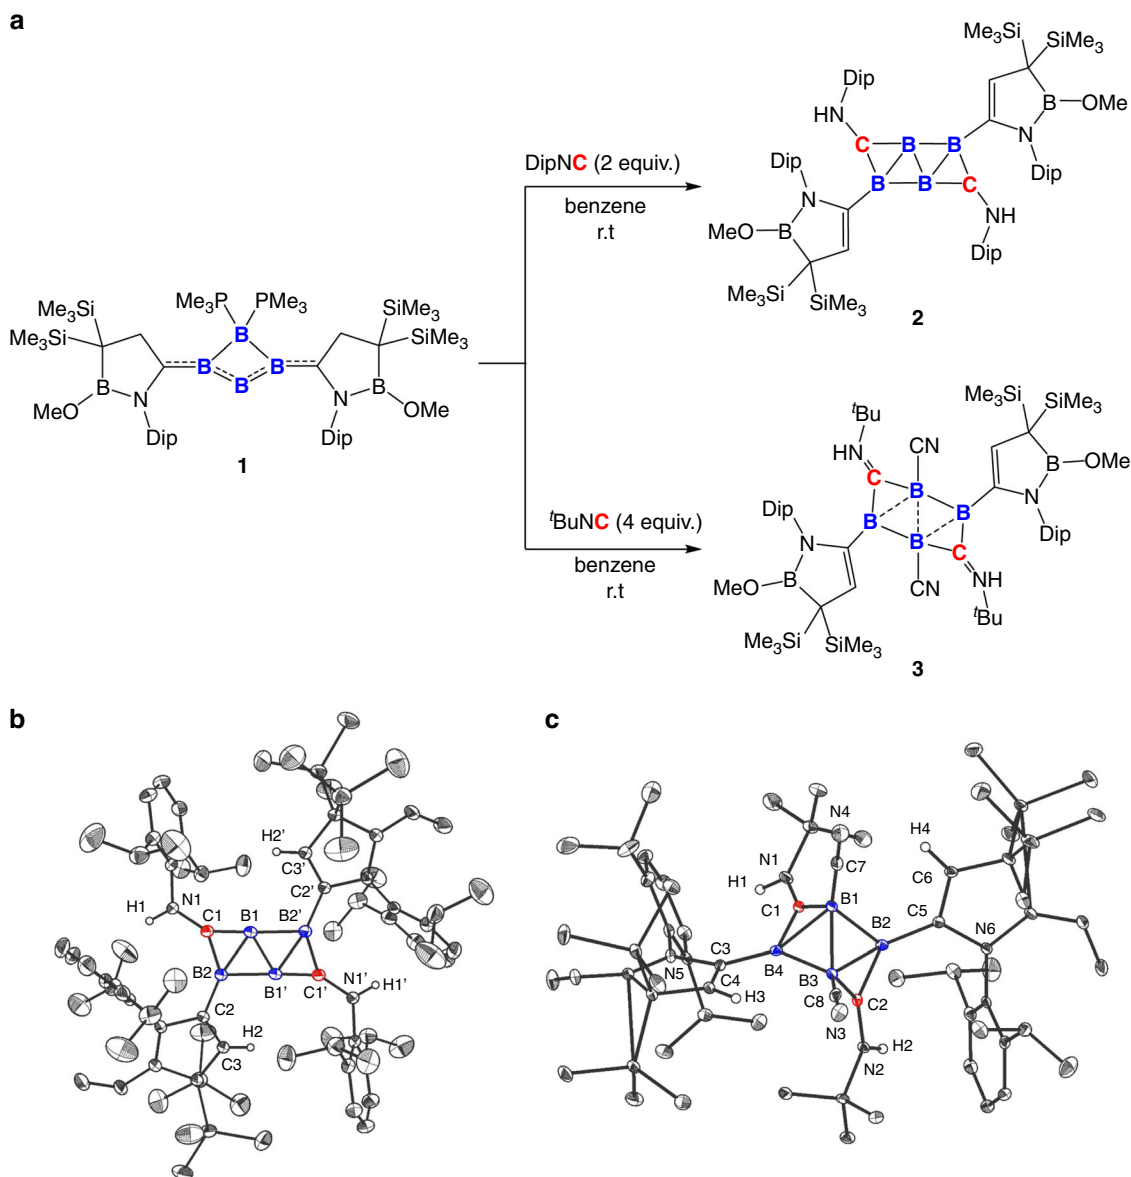 a
Me3Si SiMe3
Dip
HN
C B B
B OMe
N
Dip
Dip
N
B B C
NH
Dip
MeO B
Me3Si
SiMe3
2
DipNC (2 equiv.)
benzene
r.t
Me3P PMe3
Me3Si
Me3Si
SiMe3
SiMe3
B
B B
B
B N
N B
MeO
OMe
Dip
Dip
1
tBuNC (4 equiv.)
benzene
r.t
Me3Si SiMe3
tBu
HN
CN
C
B
B OMe
N
Dip
Dip
N
B
B
B
C
MeO B
CN
NH
tBu
Me3Si
SiMe3
3
b
H2'
C3'
C2'
N1
H1
C1 B1 B2'
B2
B1'
C1'
N1'
H1'
C2
H2
C3
c
N4
H4
C6
N1
C7
H1
C1
B1
B2
C5
N6
C3
N5
C4
B4
B3
H3
C8
C2
N3
H2
N2